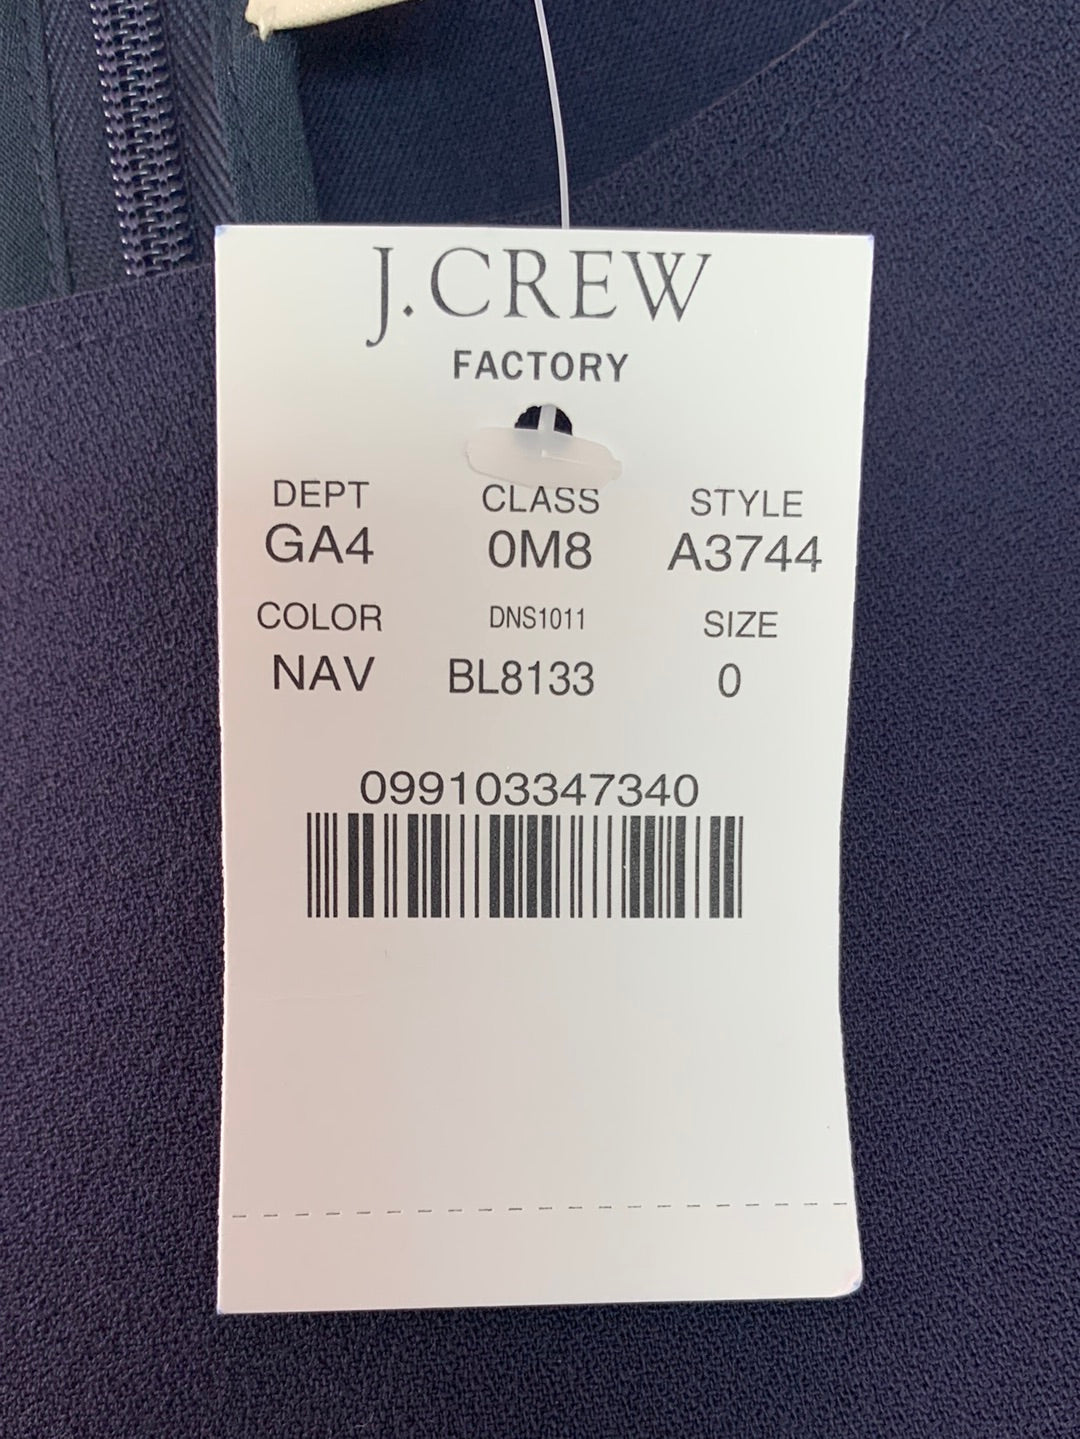 J.CREW
FACTORY
DEPT CLASS STYLE
GA4 0M8 A3744
COLOR DNS1011 SIZE
NAV BL8133 0
099103347340